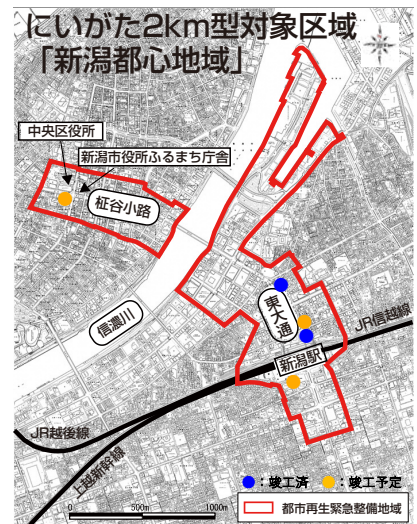 にいがた2km型対象区域
「新潟都心地域」
中央区役所
新潟市役所ふるまち庁舎
柾谷小路
信濃川
東大通
JR信越線
新潟駅
JR越後線
上越新幹線
●：竣工済 ●：竣工予定
都市再生緊急整備地域
0 500m 1000m